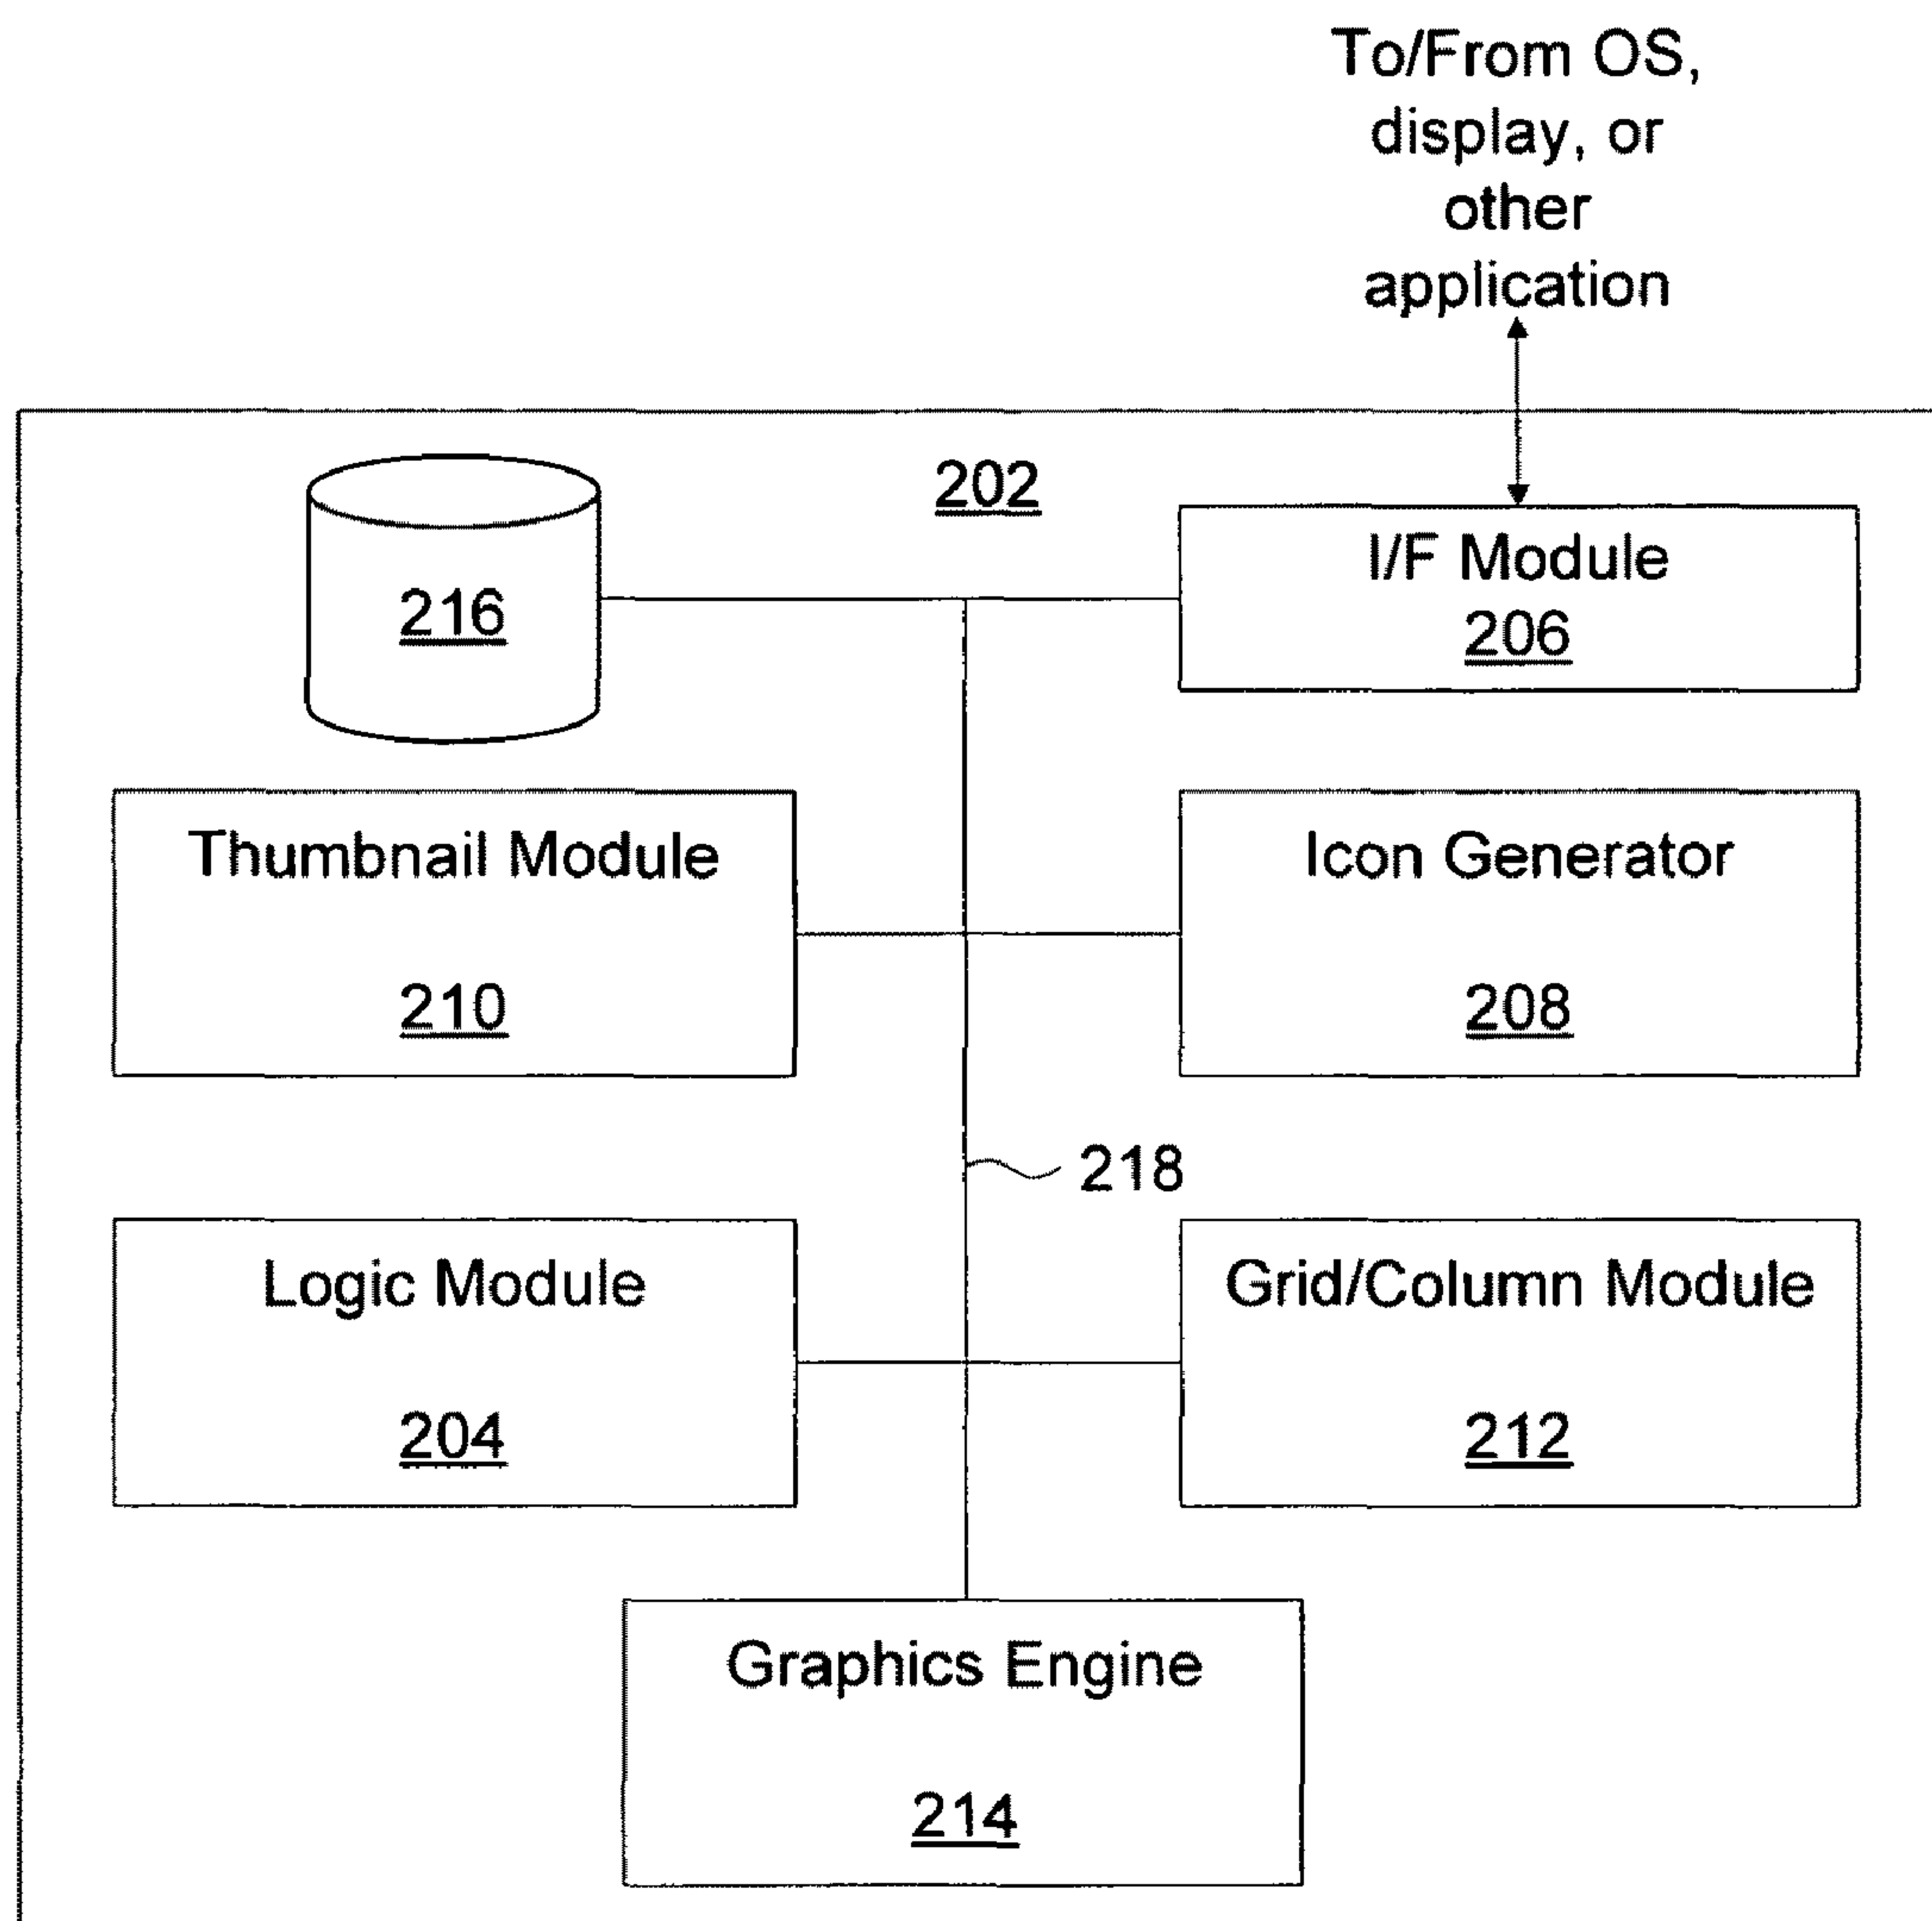 To/From OS,
display, or
other
application
202
216
I/F Module
206
Thumbnail Module
210
Icon Generator
208
218
Logic Module
204
Grid/Column Module
212
Graphics Engine
214